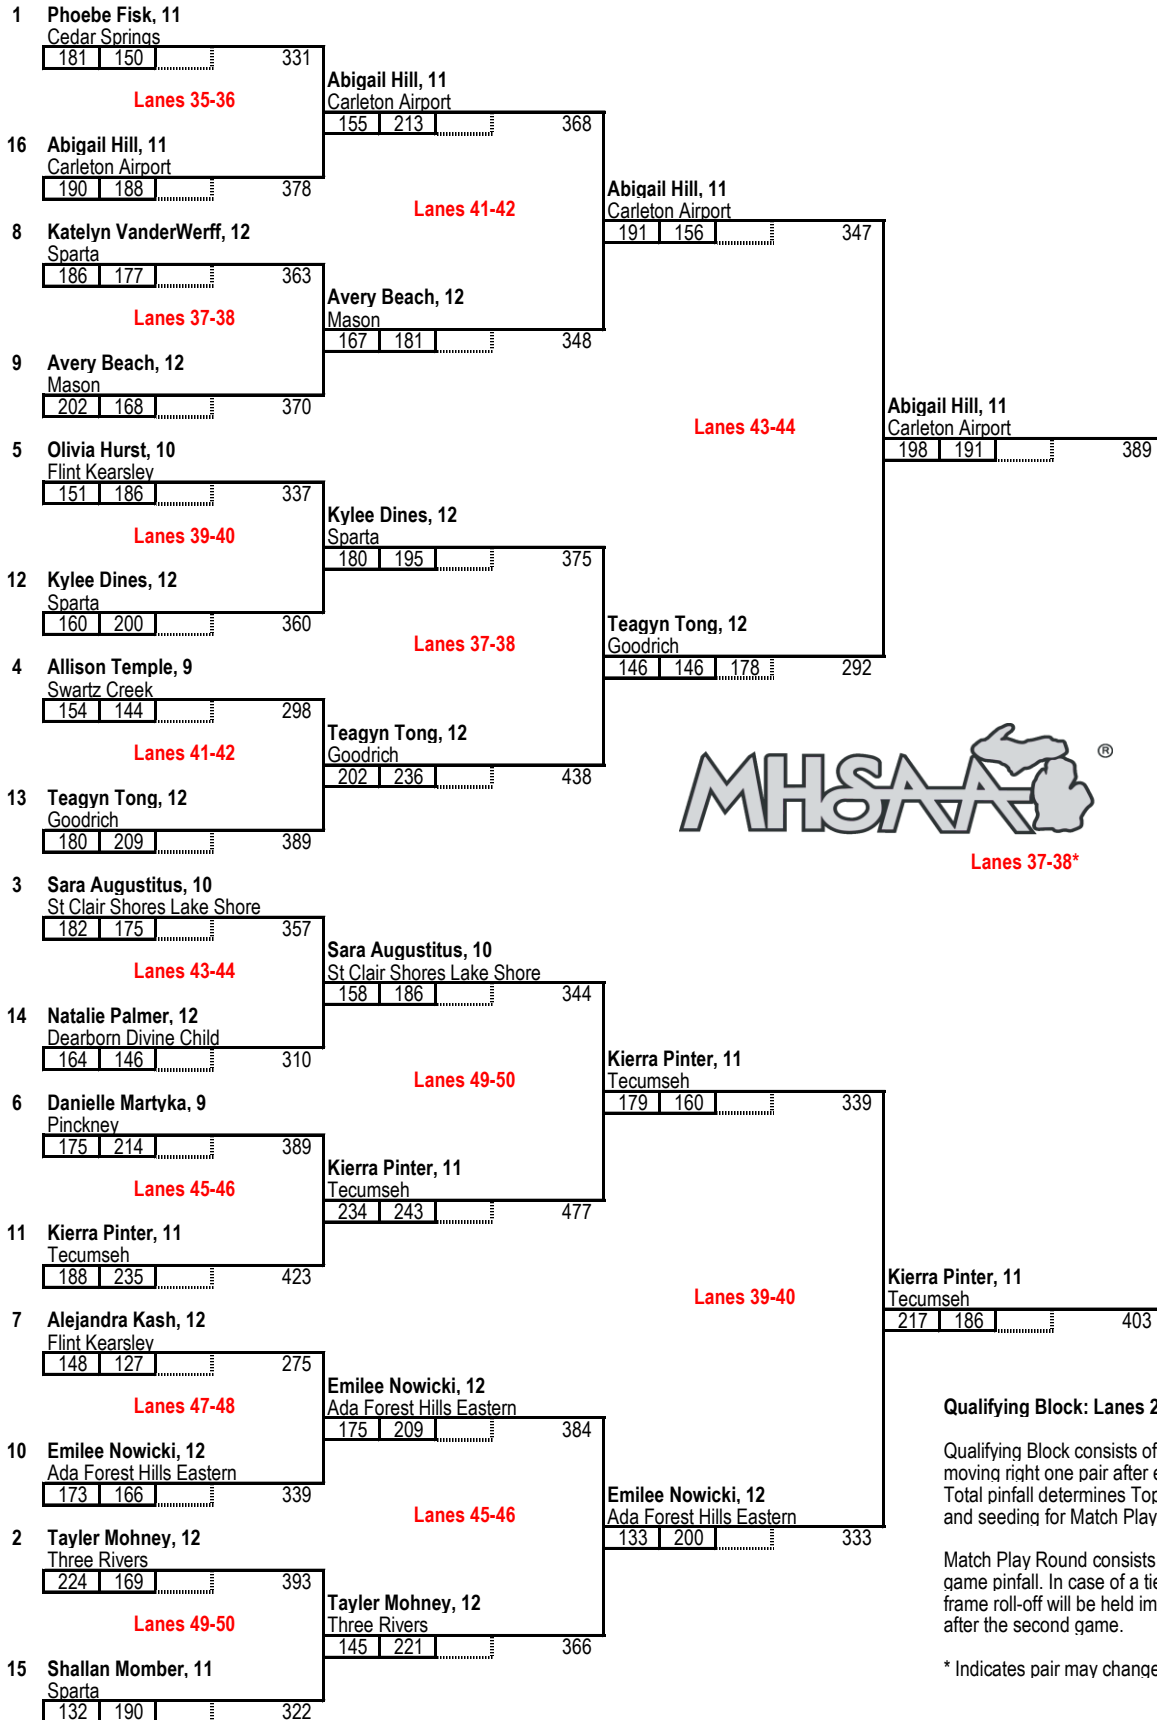 1 Phoebe Fisk, 11
Cedar Springs
181 150 331
Lanes 35-36
16 Abigail Hill, 11
Carleton Airport
190 188 378
8 Katelyn VanderWerff, 12
Sparta
186 177 363
Lanes 37-38
9 Avery Beach, 12
Mason
202 168 370
5 Olivia Hurst, 10
Flint Kearsley
151 186 337
Lanes 39-40
12 Kylee Dines, 12
Sparta
160 200 360
4 Allison Temple, 9
Swartz Creek
154 144 298
Lanes 41-42
13 Teagyn Tong, 12
Goodrich
180 209 389
3 Sara Augustitus, 10
St Clair Shores Lake Shore
182 175 357
Lanes 43-44
14 Natalie Palmer, 12
Dearborn Divine Child
164 146 310
6 Danielle Martyka, 9
Pinckney
175 214 389
Lanes 45-46
11 Kierra Pinter, 11
Tecumseh
188 235 423
7 Alejandra Kash, 12
Flint Kearsley
148 127 275
Lanes 47-48
10 Emilee Nowicki, 12
Ada Forest Hills Eastern
173 166 339
2 Tayler Mohney, 12
Three Rivers
224 169 393
Lanes 49-50
15 Shallan Momber, 11
Sparta
132 190 322
Abigail Hill, 11
Carleton Airport
155 213 368
Lanes 41-42
Avery Beach, 12
Mason
167 181 348
Kylee Dines, 12
Sparta
180 195 375
Lanes 37-38
Teagyn Tong, 12
Goodrich
202 236 438
Sara Augustitus, 10
St Clair Shores Lake Shore
158 186 344
Lanes 49-50
Kierra Pinter, 11
Tecumseh
234 243 477
Emilee Nowicki, 12
Ada Forest Hills Eastern
175 209 384
Lanes 45-46
Tayler Mohney, 12
Three Rivers
145 221 366
Abigail Hill, 11
Carleton Airport
191 156 347
Lanes 43-44
Teagyn Tong, 12
Goodrich
146 146 178 292
Kierra Pinter, 11
Tecumseh
179 160 339
Lanes 39-40
Emilee Nowicki, 12
Ada Forest Hills Eastern
133 200 333
Abigail Hill, 11
Carleton Airport
198 191 389
MHSAA ®
Lanes 37-38*
Kierra Pinter, 11
Tecumseh
217 186 403
Qualifying Block: Lanes 2
Qualifying Block consists of
moving right one pair after e
Total pinfall determines Top
and seeding for Match Play
Match Play Round consists
game pinfall. In case of a tie
frame roll-off will be held im
after the second game.
* Indicates pair may change